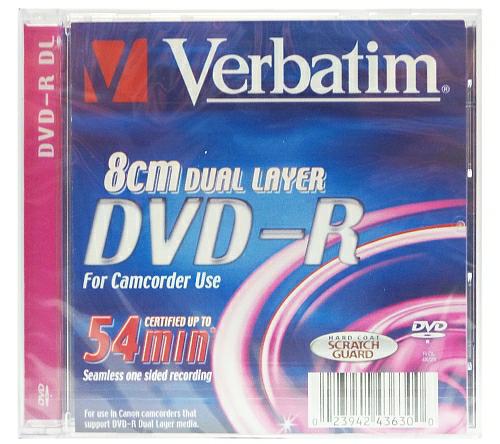 DVD-R DL
Verbatim®
8cm DUAL LAYER
DVD-R
For Camcorder Use
CERTIFIED UP TO
54min
Seamless one sided recording
HARD COAT
SCRATCH
GUARD
DVD
R
For use in Canon camcorders that
support DVD-R Dual Layer media.
0 23942 43630 0
DVD